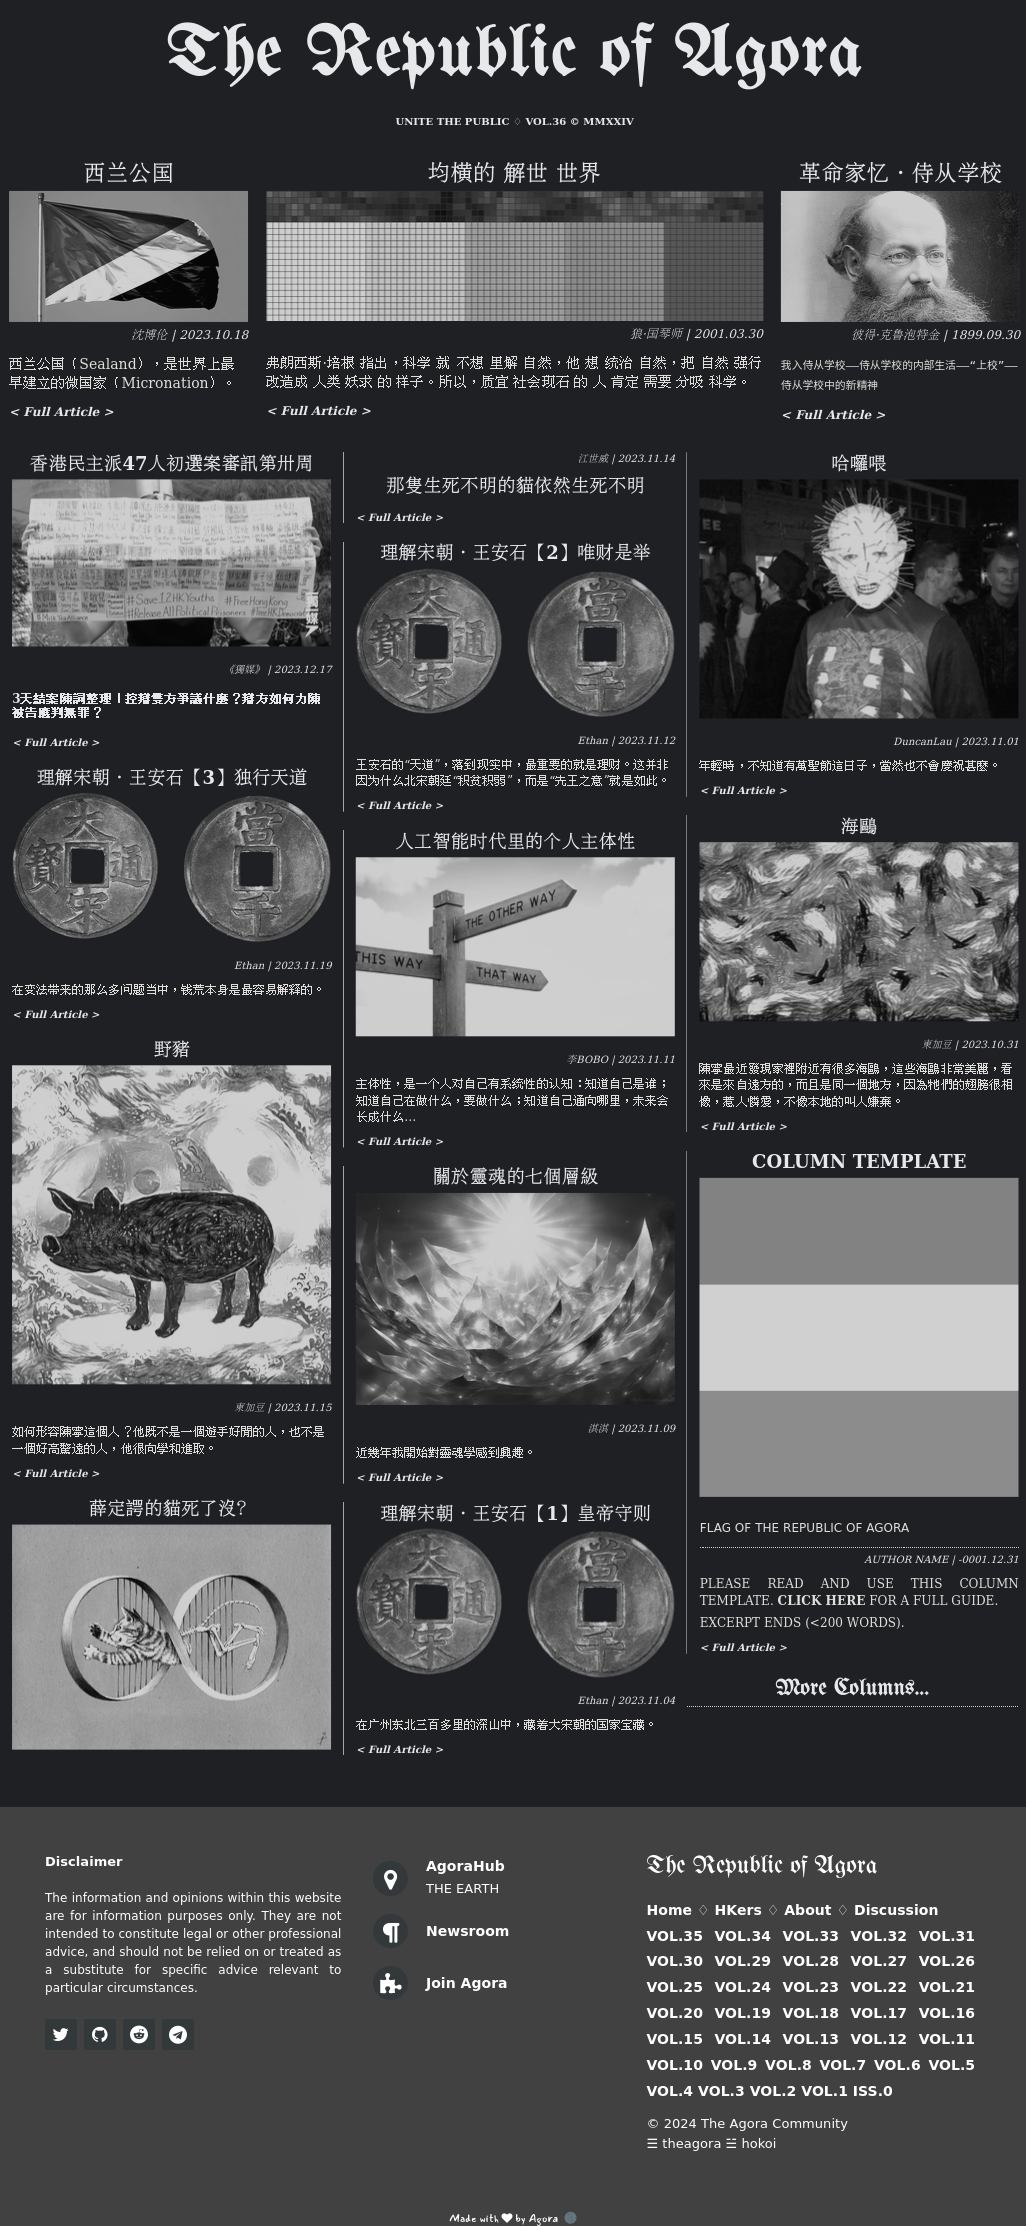 The Republic of Agora
UNITE THE PUBLIC ♢ VOL.36 © MMXXIV
西兰公国
沈博伦 | 2023.10.18
西兰公国（Sealand），是世界上最
早建立的微国家（Micronation）。
< Full Article >
均横的 解世 世界
狼·国琴师 | 2001.03.30
弗朗西斯·培根 指出，科学 就 不想 里解 自然，他 想 统治 自然，把 自然 强行
改造成 人类 妖求 的 样子。所以，质宜 社会现石 的 人 肯定 需要 分吸 科学。
< Full Article >
革命家忆·侍从学校
彼得·克鲁泡特金 | 1899.09.30
我入侍从学校——侍从学校的内部生活——“上校”——
侍从学校中的新精神
< Full Article >
香港民主派47人初選案審訊第卅周
#Save12HKYouths #FreeHongKong
#Release All Political Prisoners
《獨媒》 | 2023.12.17
3天結案陳詞整理｜控辯雙方爭議什麼？辯方如何力陳
被告應判無罪？
< Full Article >
理解宋朝·王安石【3】独行天道
大
寶 通
宋
當
千
Ethan | 2023.11.19
在变法带来的那么多问题当中，钱荒本身是最容易解释的。
< Full Article >
野豬
東加豆 | 2023.11.15
如何形容陳寧這個人？他既不是一個遊手好閒的人，也不是
一個好高騖遠的人，他很向學和進取。
< Full Article >
薛定諤的貓死了沒？
江世威 | 2023.11.14
那隻生死不明的貓依然生死不明
< Full Article >
理解宋朝·王安石【2】唯财是举
大
寶 通
宋
當
千
Ethan | 2023.11.12
王安石的“天道”，落到现实中，最重要的就是理财。这并非
因为什么北宋朝廷“积贫积弱”，而是“先王之意”就是如此。
< Full Article >
人工智能时代里的个人主体性
THE OTHER WAY
THIS WAY
THAT WAY
李BOBO | 2023.11.11
主体性，是一个人对自己有系统性的认知：知道自己是谁；
知道自己在做什么，要做什么；知道自己通向哪里，未来会
长成什么…
< Full Article >
關於靈魂的七個層級
淇淇 | 2023.11.09
近幾年我開始對靈魂學感到興趣。
< Full Article >
理解宋朝·王安石【1】皇帝守则
大
寶 通
宋
當
千
Ethan | 2023.11.04
在广州东北三百多里的深山中，藏着大宋朝的国家宝藏。
< Full Article >
哈囉喂
DuncanLau | 2023.11.01
年輕時，不知道有萬聖節這日子，當然也不會慶祝甚麼。
< Full Article >
海鷗
東加豆 | 2023.10.31
陳寧最近發現家裡附近有很多海鷗，這些海鷗非常美麗，看
來是來自遠方的，而且是同一個地方，因為牠們的翅膀很相
像，惹人憐愛，不像本地的叫人嫌棄。
< Full Article >
COLUMN TEMPLATE
FLAG OF THE REPUBLIC OF AGORA
AUTHOR NAME | -0001.12.31
PLEASE READ AND USE THIS COLUMN
TEMPLATE. CLICK HERE FOR A FULL GUIDE.
EXCERPT ENDS (<200 WORDS).
< Full Article >
More Columns...
Disclaimer
The information and opinions within this website
are for information purposes only. They are not
intended to constitute legal or other professional
advice, and should not be relied on or treated as
a substitute for specific advice relevant to
particular circumstances.
AgoraHub
THE EARTH
Newsroom
Join Agora
The Republic of Agora
Home ♢ HKers ♢ About ♢ Discussion
VOL.35 VOL.34 VOL.33 VOL.32 VOL.31
VOL.30 VOL.29 VOL.28 VOL.27 VOL.26
VOL.25 VOL.24 VOL.23 VOL.22 VOL.21
VOL.20 VOL.19 VOL.18 VOL.17 VOL.16
VOL.15 VOL.14 VOL.13 VOL.12 VOL.11
VOL.10 VOL.9 VOL.8 VOL.7 VOL.6 VOL.5
VOL.4 VOL.3 VOL.2 VOL.1 ISS.0
© 2024 The Agora Community
☰ theagora ☱ hokoi
Made with ❤ by Agora